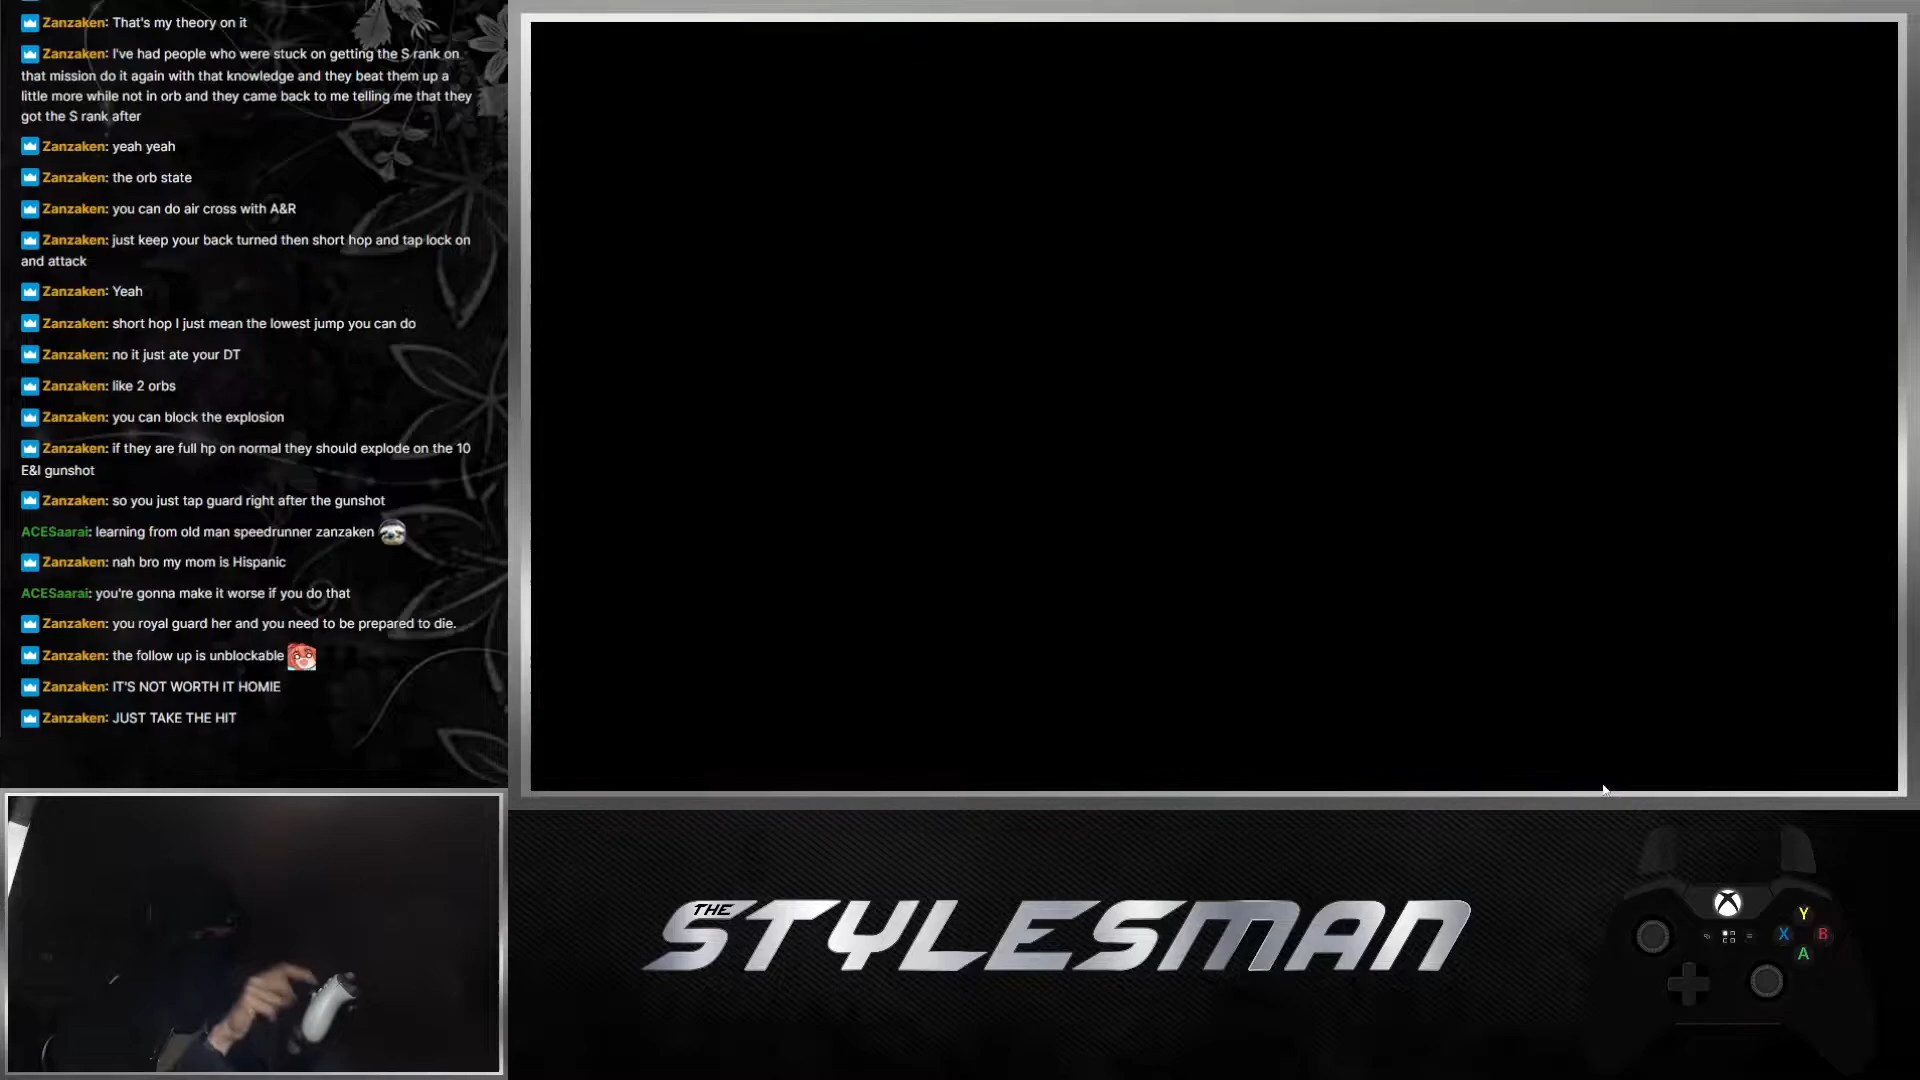 Zanzaken: That's my theory on it
Zanzaken: I've had people who were stuck on getting the S rank on
that mission do it again with that knowledge and they beat them up a
little more while not in orb and they came back to me telling me that they
got the S rank after
Zanzaken: yeah yeah
Zanzaken: the orb state
Zanzaken: you can do air cross with A&R
Zanzaken: just keep your back turned then short hop and tap lock on
and attack
Zanzaken: Yeah
Zanzaken: short hop I just mean the lowest jump you can do
Zanzaken: no it just ate your DT
Zanzaken: like 2 orbs
Zanzaken: you can block the explosion
Zanzaken: if they are full hp on normal they should explode on the 10
E&I gunshot
Zanzaken: so you just tap guard right after the gunshot
ACESaarai: learning from old man speedrunner zanzaken
Zanzaken: nah bro my mom is Hispanic
ACESaarai: you're gonna make it worse if you do that
Zanzaken: you royal guard her and you need to be prepared to die.
Zanzaken: the follow up is unblockable
Zanzaken: IT'S NOT WORTH IT HOMIE
Zanzaken: JUST TAKE THE HIT
THE STYLESMAN
Y
X B
A